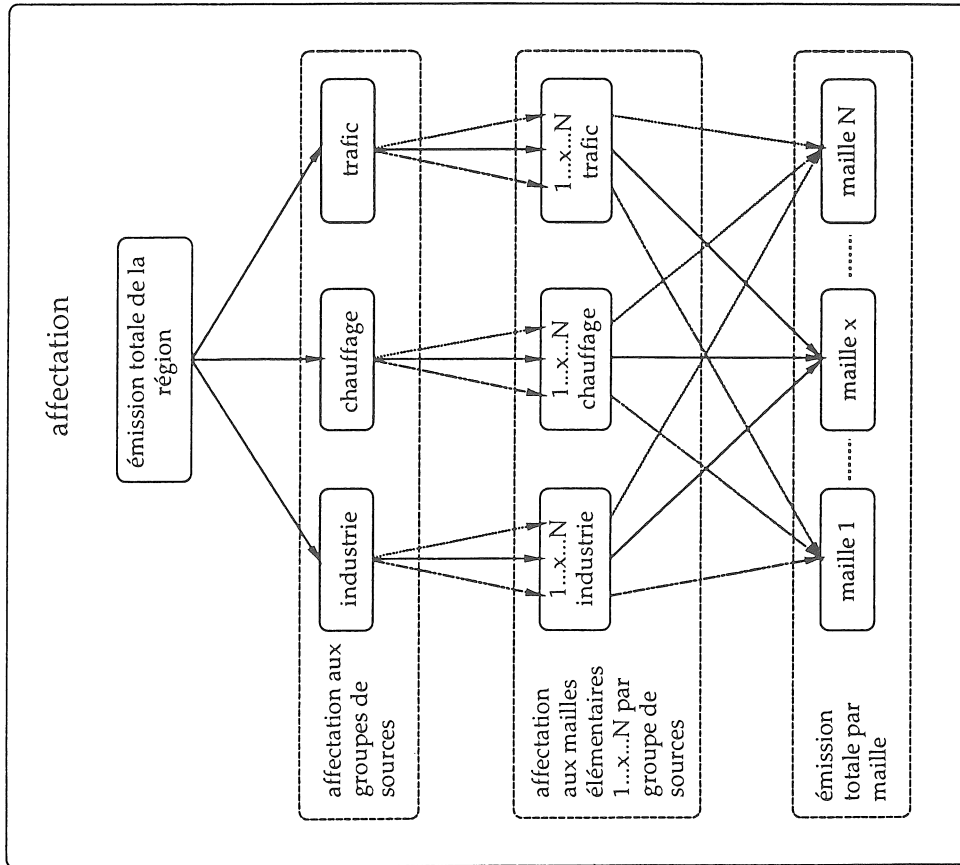 affectation
émission totale de la
région
affectation aux
groupes de
sources
industrie
chauffage
trafic
affectation
aux mailles
élémentaires
1...x...N par
groupe de
sources
1...x...N
industrie
1...x...N
chauffage
1...x...N
trafic
émission
totale par
maille
maille 1
maille x
maille N